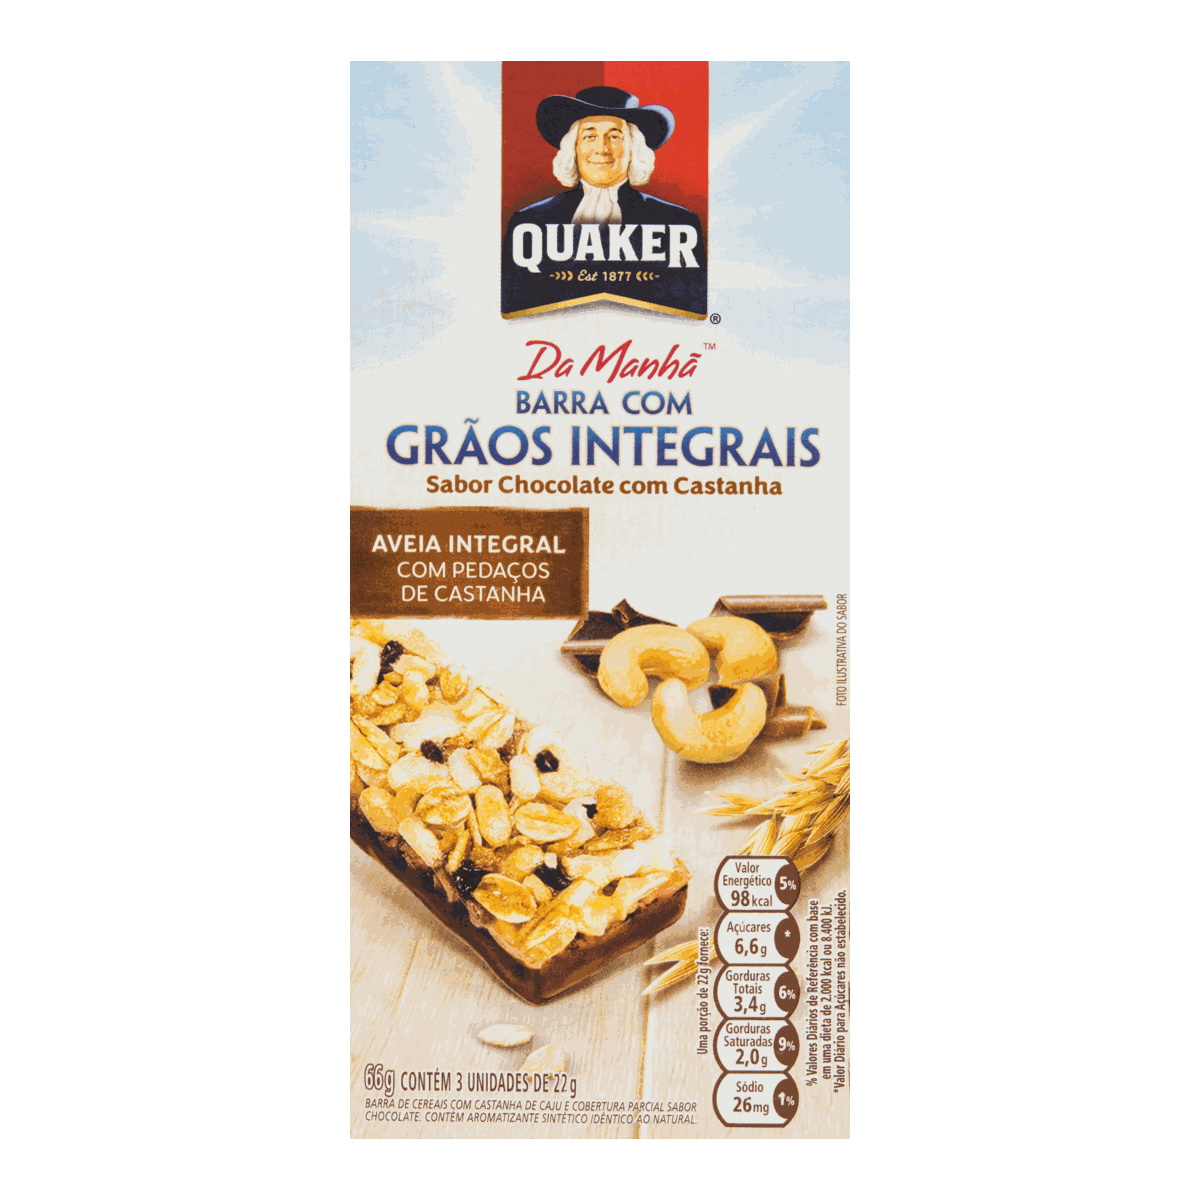 QUAKER
Est 1877
®
Da Manhã™
BARRA COM
GRÃOS INTEGRAIS
Sabor Chocolate com Castanha
AVEIA INTEGRAL
COM PEDAÇOS
DE CASTANHA
FOTO ILUSTRATIVA DO SABOR
Uma porção de 22g fornece:
Valor
Energético
98kcal
5%
Açúcares
6,6g
*
Gorduras
Totais
3,4g
6%
Gorduras
Saturadas
2,0g
9%
Sódio
26mg
1%
% Valores Diários de Referência com base
em uma dieta de 2.000 kcal ou 8.400 kJ.
*Valor Diário para Açúcares não estabelecido.
66g CONTÉM 3 UNIDADES DE 22g
BARRA DE CEREAIS COM CASTANHA DE CAJU E COBERTURA PARCIAL SABOR
CHOCOLATE. CONTÉM AROMATIZANTE SINTÉTICO IDÊNTICO AO NATURAL.